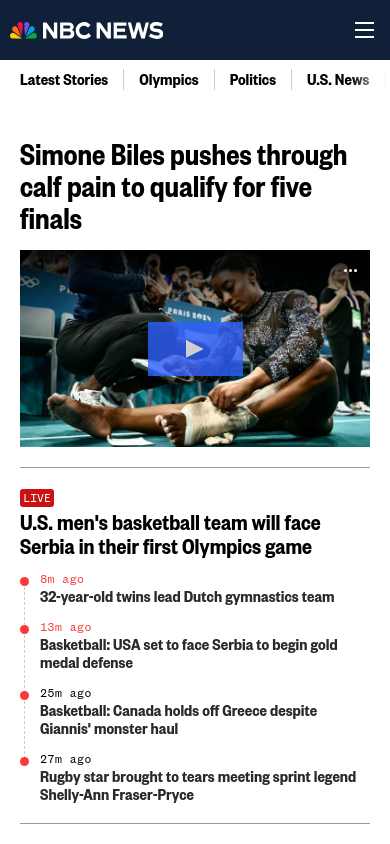 NBC NEWS
Latest Stories
Olympics
Politics
U.S. News
Simone Biles pushes through
calf pain to qualify for five
finals
PARIS 2024
LIVE
U.S. men's basketball team will face
Serbia in their first Olympics game
8m ago
32-year-old twins lead Dutch gymnastics team
13m ago
Basketball: USA set to face Serbia to begin gold
medal defense
25m ago
Basketball: Canada holds off Greece despite
Giannis' monster haul
27m ago
Rugby star brought to tears meeting sprint legend
Shelly-Ann Fraser-Pryce